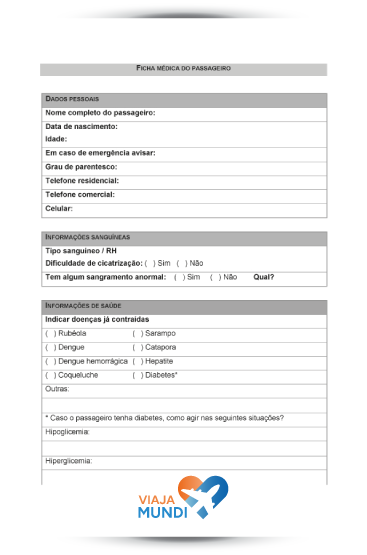 FICHA MÉDICA DO PASSAGEIRO
DADOS PESSOAIS
Nome completo do passageiro:
Data de nascimento:
Idade:
Em caso de emergência avisar:
Grau de parentesco:
Telefone residencial:
Telefone comercial:
Celular:
INFORMAÇÕES SANGUÍNEAS
Tipo sanguíneo / RH
Dificuldade de cicatrização: ( ) Sim ( ) Não
Tem algum sangramento anormal: ( ) Sim ( ) Não Qual?
INFORMAÇÕES DE SAÚDE
Indicar doenças já contraídas
( ) Rubéola ( ) Sarampo
( ) Dengue ( ) Catapora
( ) Dengue hemorrágica ( ) Hepatite
( ) Coqueluche ( ) Diabetes*
Outras:
* Caso o passageiro tenha diabetes, como agir nas seguintes situações?
Hipoglicemia:
Hiperglicemia:
VIAJA
MUNDI